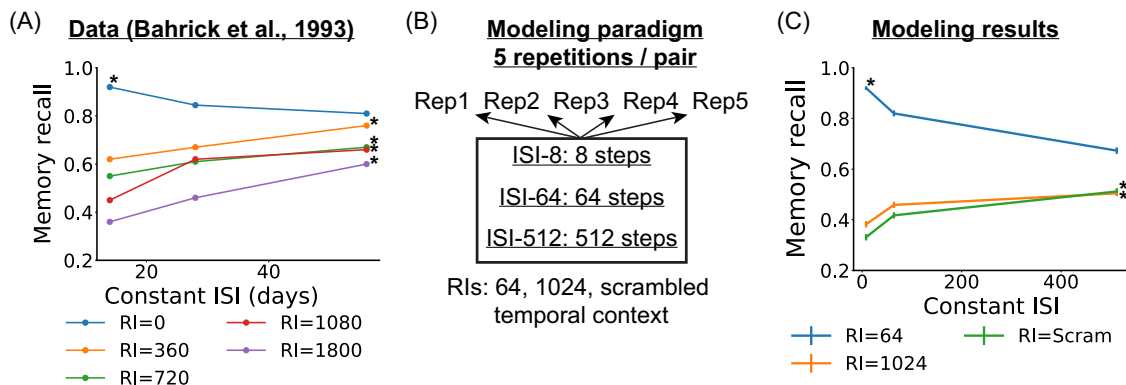 (A) Data (Bahrick et al., 1993)
*
*
*
*
*
1.0
0.8
0.6
0.4
0.2
Memory recall
20 40
Constant ISI (days)
RI=0 RI=1080
RI=360 RI=1800
RI=720
(B) Modeling paradigm
5 repetitions / pair
Rep1 Rep2 Rep3 Rep4 Rep5
ISI-8: 8 steps
ISI-64: 64 steps
ISI-512: 512 steps
RIs: 64, 1024, scrambled
temporal context
(C) Modeling results
*
*
*
1.0
0.8
0.6
0.4
0.2
Memory recall
0 200 400
Constant ISI
RI=64 RI=Scram
RI=1024